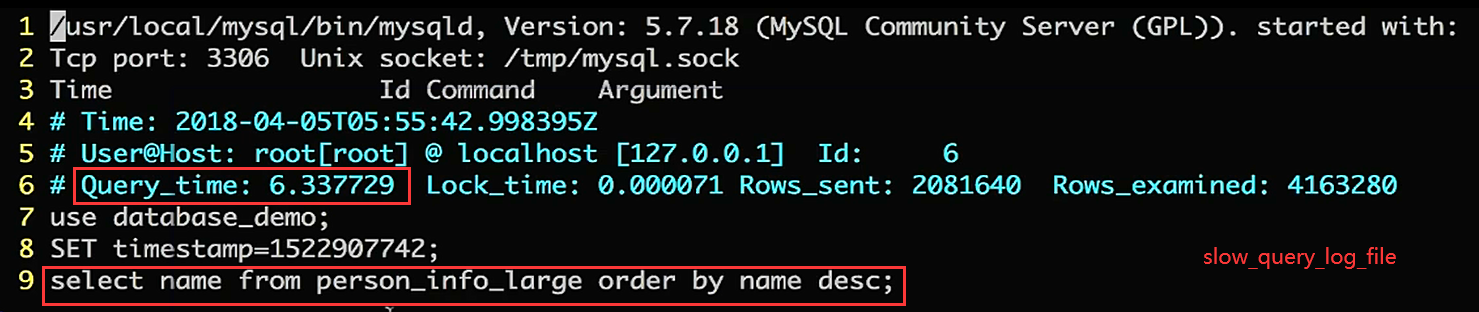 1 /usr/local/mysql/bin/mysqld, Version: 5.7.18 (MySQL Community Server (GPL)). started with:
2 Tcp port: 3306  Unix socket: /tmp/mysql.sock
3 Time                 Id Command    Argument
4 # Time: 2018-04-05T05:55:42.998395Z
5 # User@Host: root[root] @ localhost [127.0.0.1]  Id:     6
6 # Query_time: 6.337729  Lock_time: 0.000071 Rows_sent: 2081640  Rows_examined: 4163280
7 use database_demo;
8 SET timestamp=1522907742;
slow_query_log_file
9 select name from person_info_large order by name desc;